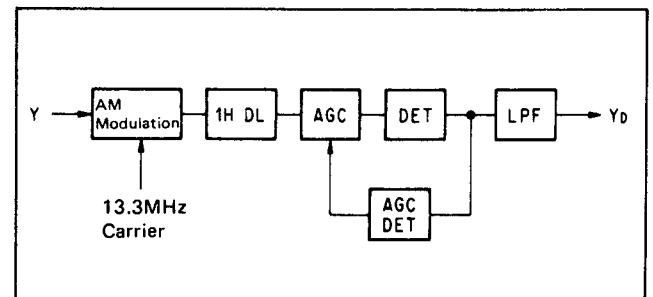 Y
AM
Modulation
1H DL
AGC
DET
LPF
YD
13.3MHz
Carrier
AGC
DET